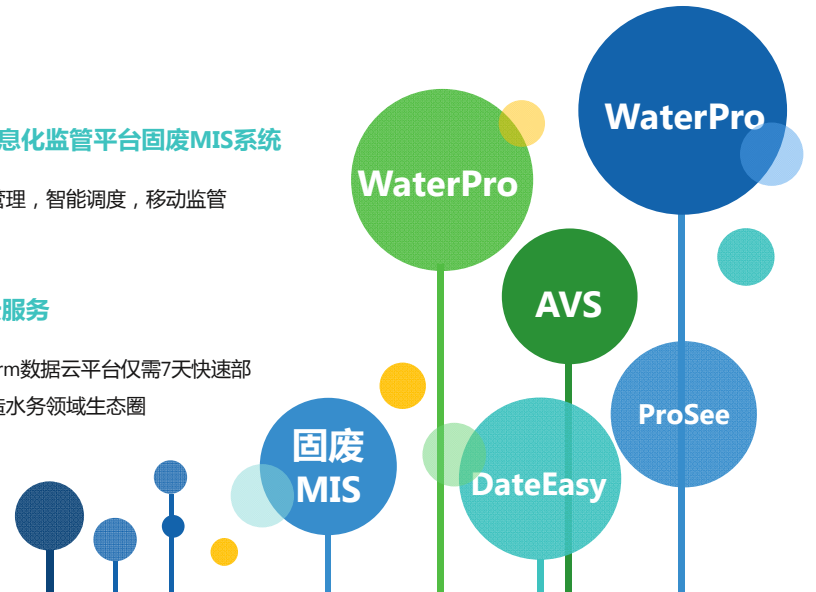 息化监管平台固废MIS系统
管理，智能调度，移动监管
服务
rm数据云平台仅需7天快速部
造水务领域生态圈
WaterPro
WaterPro
AVS
ProSee
固废
MIS
DateEasy